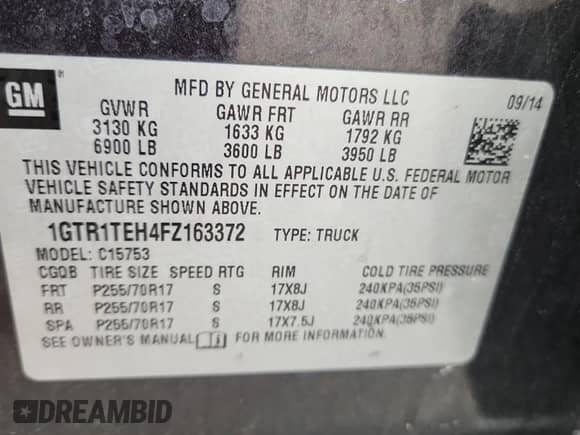 GM
MFD BY GENERAL MOTORS LLC
09/14
GVWR GAWR FRT GAWR RR
3130 KG 1633 KG 1792 KG
6900 LB 3600 LB 3950 LB
THIS VEHICLE CONFORMS TO ALL APPLICABLE U.S. FEDERAL MOTOR
VEHICLE SAFETY STANDARDS IN EFFECT ON THE DATE OF
MANUFACTURE SHOWN ABOVE.
1GTR1TEH4FZ163372 TYPE: TRUCK
MODEL: C15753
CGQB TIRE SIZE SPEED RTG RIM COLD TIRE PRESSURE
FRT P255/70R17 S 17X8J 240KPA(35PSI)
RR P255/70R17 S 17X8J 240KPA(35PSI)
SPA P255/70R17 S 17X7.5J 240KPA(35PSI)
SEE OWNER'S MANUAL FOR MORE INFORMATION.
DREAMBID